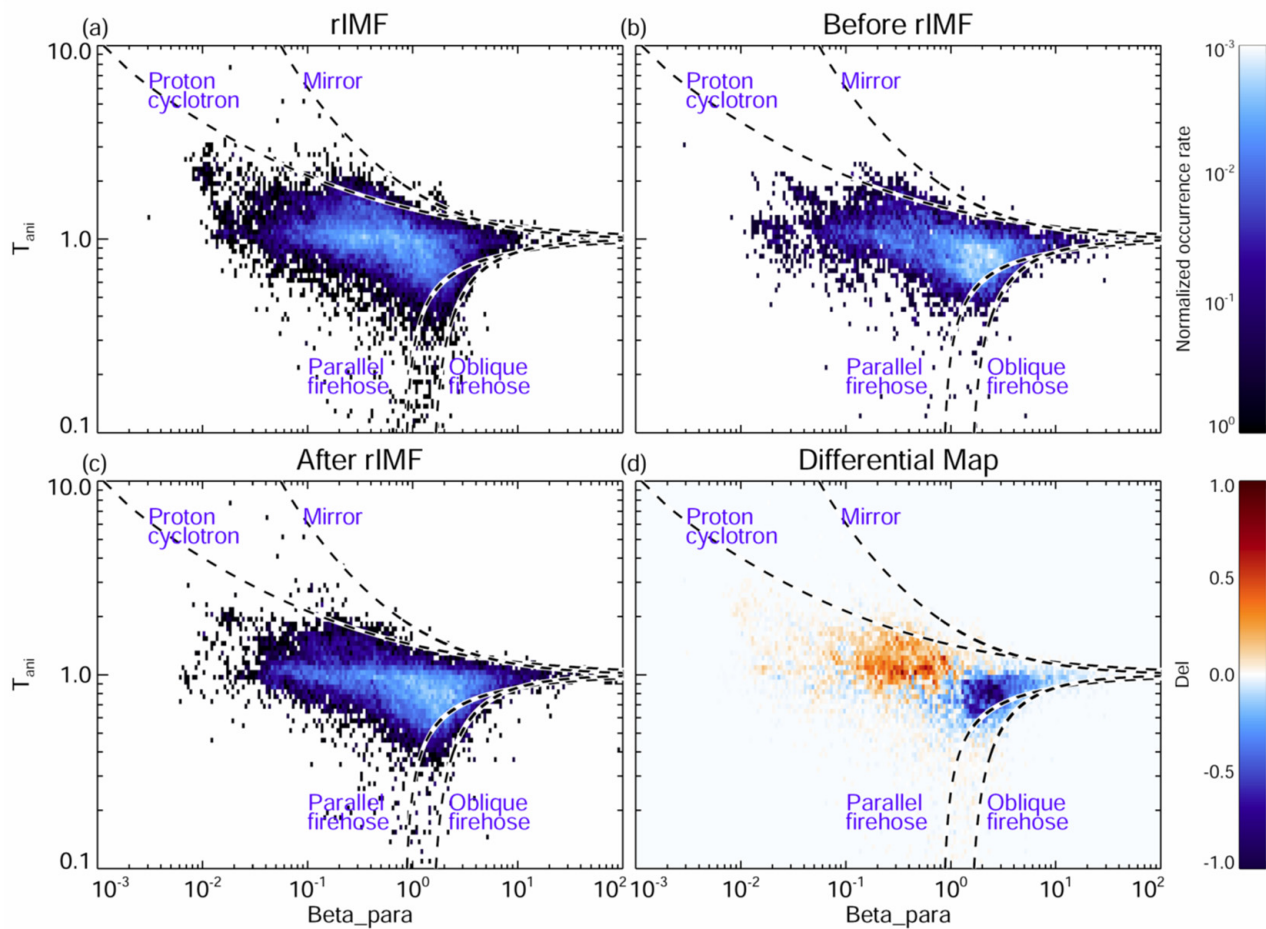 (a) rIMF
10.0
1.0
0.1
T_ani
Proton
cyclotron
Mirror
Parallel
firehose
Oblique
firehose
(b) Before rIMF
Proton
cyclotron
Mirror
Parallel
firehose
Oblique
firehose
10^-3
10^-2
10^-1
10^0
Normalized occurrence rate
(c) After rIMF
10.0
1.0
0.1
T_ani
Proton
cyclotron
Mirror
Parallel
firehose
Oblique
firehose
10^-3 10^-2 10^-1 10^0 10^1 10^2
Beta_para
(d) Differential Map
Proton
cyclotron
Mirror
Parallel
firehose
Oblique
firehose
10^-3 10^-2 10^-1 10^0 10^1 10^2
Beta_para
1.0
0.5
0.0
-0.5
-1.0
Del